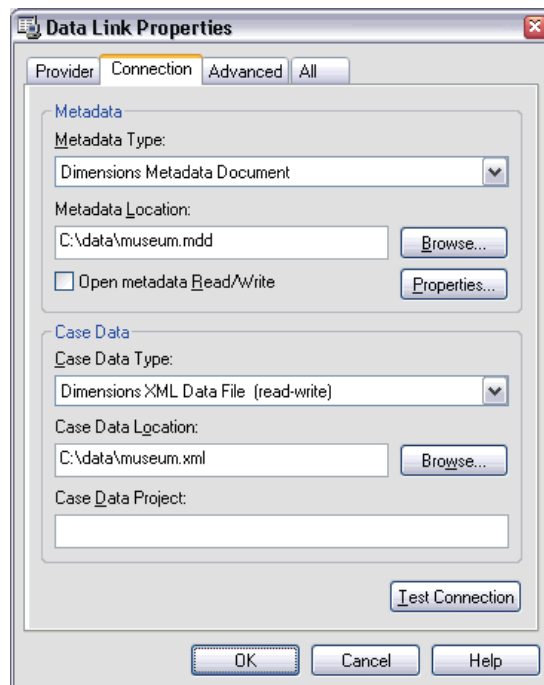 Data Link Properties
Provider Connection Advanced All
Metadata
Metadata Type:
Dimensions Metadata Document
Metadata Location:
C:\data\museum.mdd Browse...
Open metadata Read/Write Properties...
Case Data
Case Data Type:
Dimensions XML Data File (read-write)
Case Data Location:
C:\data\museum.xml Browse...
Case Data Project:
Test Connection
OK Cancel Help